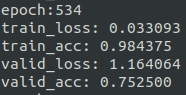 epoch:534
train_loss: 0.033093
train_acc: 0.984375
valid_loss: 1.164064
valid_acc: 0.752500